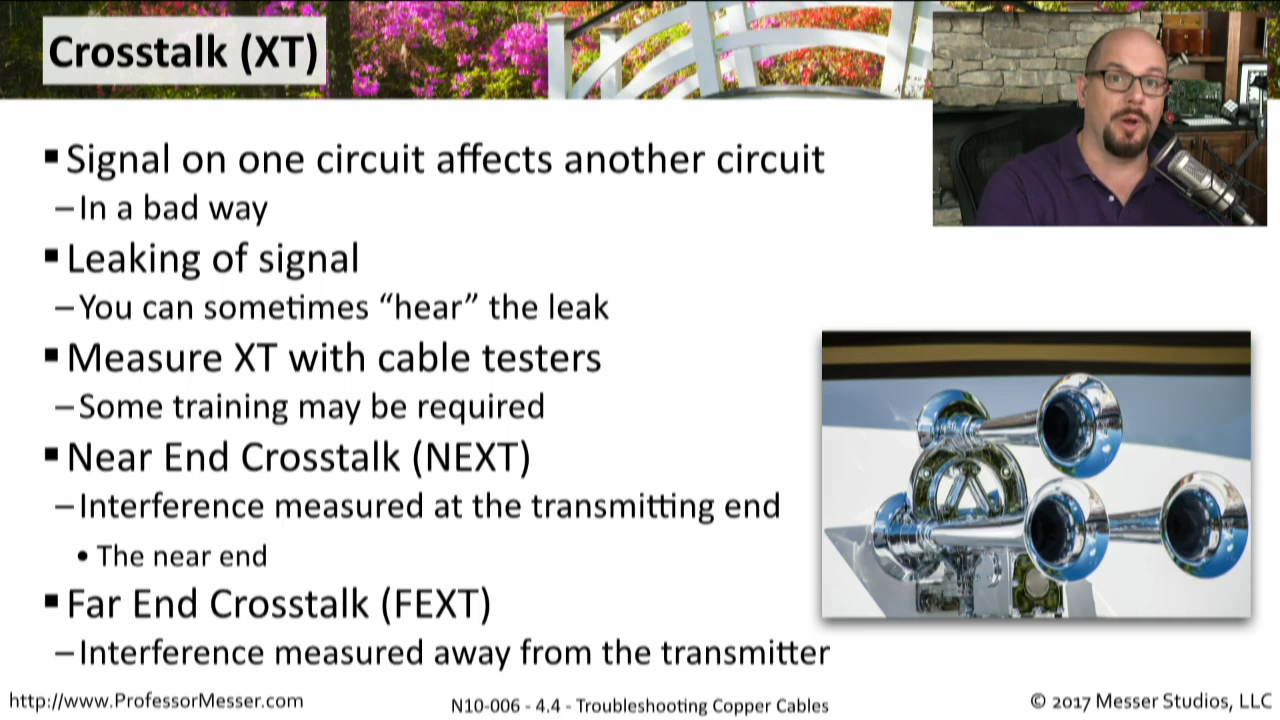 Crosstalk (XT)
▪ Signal on one circuit affects another circuit
– In a bad way
▪ Leaking of signal
– You can sometimes “hear” the leak
▪ Measure XT with cable testers
– Some training may be required
▪ Near End Crosstalk (NEXT)
– Interference measured at the transmitting end
• The near end
▪ Far End Crosstalk (FEXT)
– Interference measured away from the transmitter
http://www.ProfessorMesser.com
N10-006 - 4.4 - Troubleshooting Copper Cables
© 2017 Messer Studios, LLC